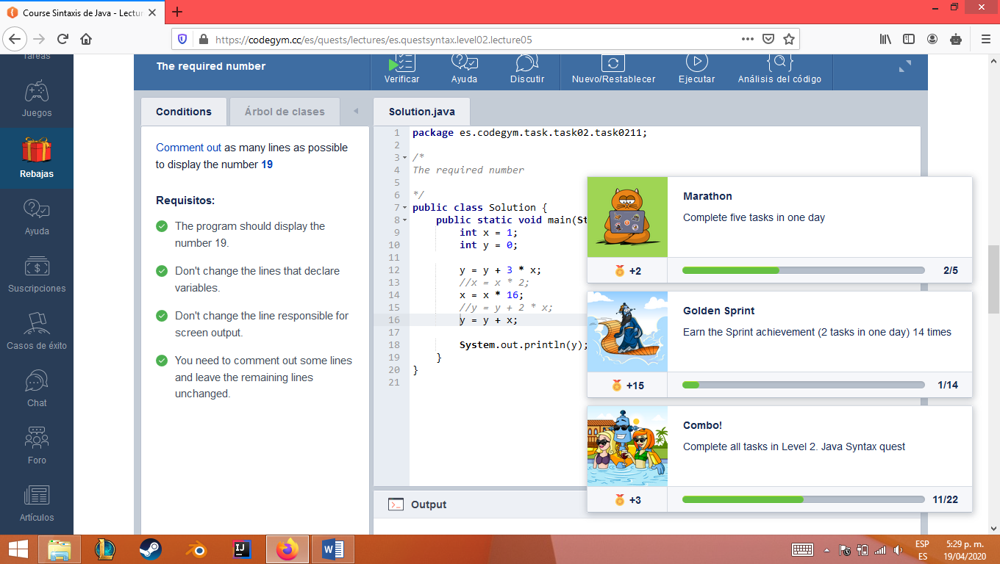 Course Sintaxis de Java - Lectur
https://codegym.cc/es/quests/lectures/es.questsyntax.level02.lecture05
Tareas
Juegos
Rebajas
Ayuda
Suscripciones
Casos de éxito
Chat
Foro
Artículos
The required number
Verificar
Ayuda
Discutir
Nuevo/Restablecer
Ejecutar
Análisis del código
Conditions
Árbol de clases
Comment out as many lines as possible
to display the number 19
Requisitos:
The program should display the
number 19.
Don't change the lines that declare
variables.
Don't change the line responsible for
screen output.
You need to comment out some lines
and leave the remaining lines
unchanged.
Solution.java
1 package es.codegym.task.task02.task0211;
2
3 /*
4 The required number
5
6 */
7 public class Solution {
8 public static void main(St
9 int x = 1;
10 int y = 0;
11
12 y = y + 3 * x;
13 //x = x * 2;
14 x = x * 16;
15 //y = y + 2 * x;
16 y = y + x;
17
18 System.out.println(y);
19 }
20 }
21
Output
Marathon
Complete five tasks in one day
+2
2/5
Golden Sprint
Earn the Sprint achievement (2 tasks in one day) 14 times
+15
1/14
Combo!
Complete all tasks in Level 2. Java Syntax quest
+3
11/22
IJ
W
ESP
ES
5:29 p. m.
19/04/2020